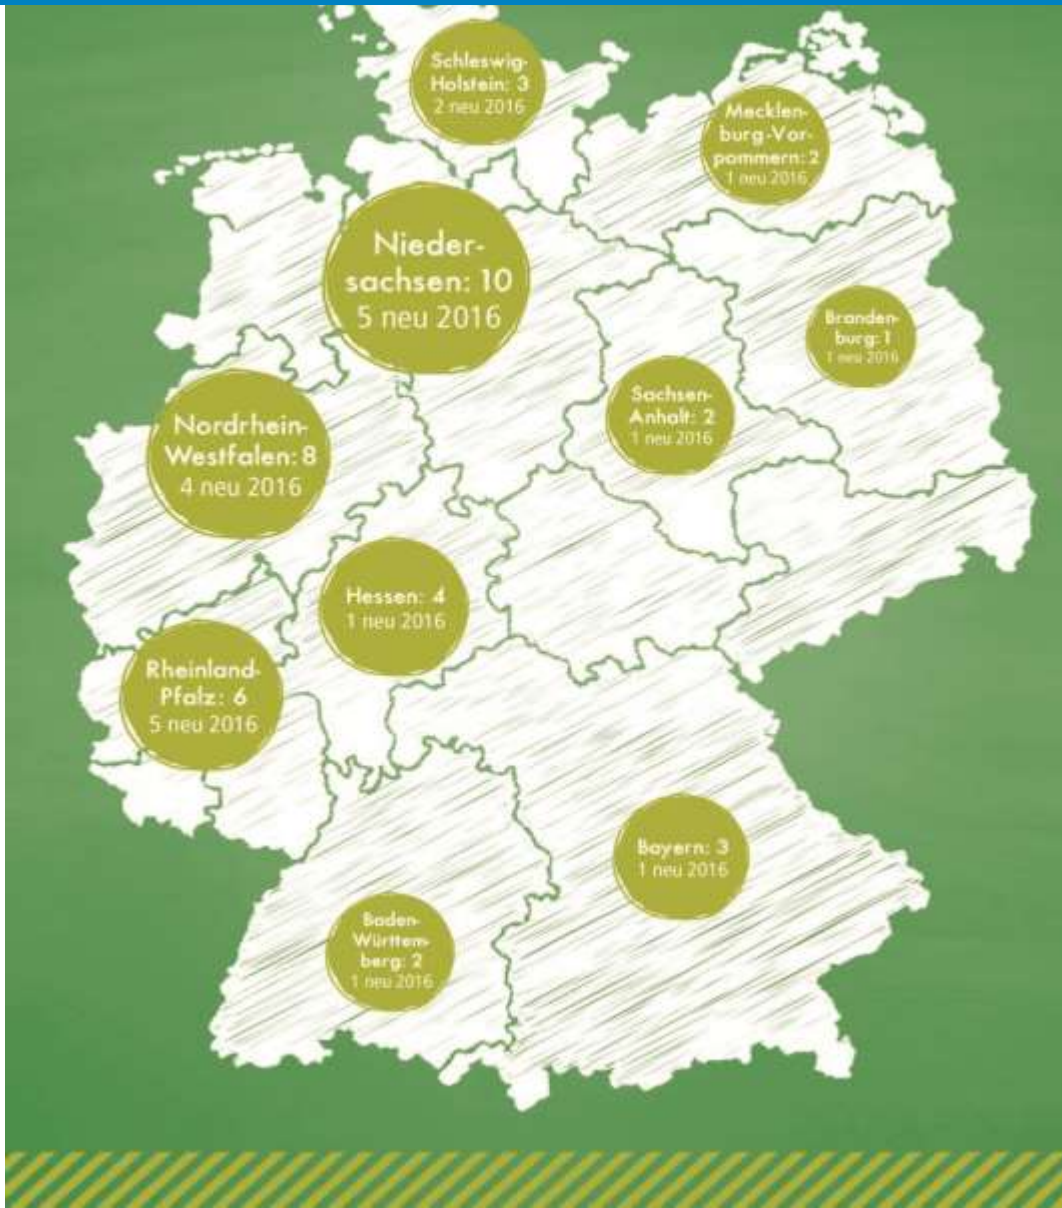 Schleswig-
Holstein: 3
2 neu 2016
Mecklen-
burg-Vor-
pommern: 2
1 neu 2016
Nieder-
sachsen: 10
5 neu 2016
Branden-
burg: 1
1 neu 2016
Sachsen-
Anhalt: 2
1 neu 2016
Nordrhein-
Westfalen: 8
4 neu 2016
Hessen: 4
1 neu 2016
Rheinland-
Pfalz: 6
5 neu 2016
Bayern: 3
1 neu 2016
Baden-
Württem-
berg: 2
1 neu 2016